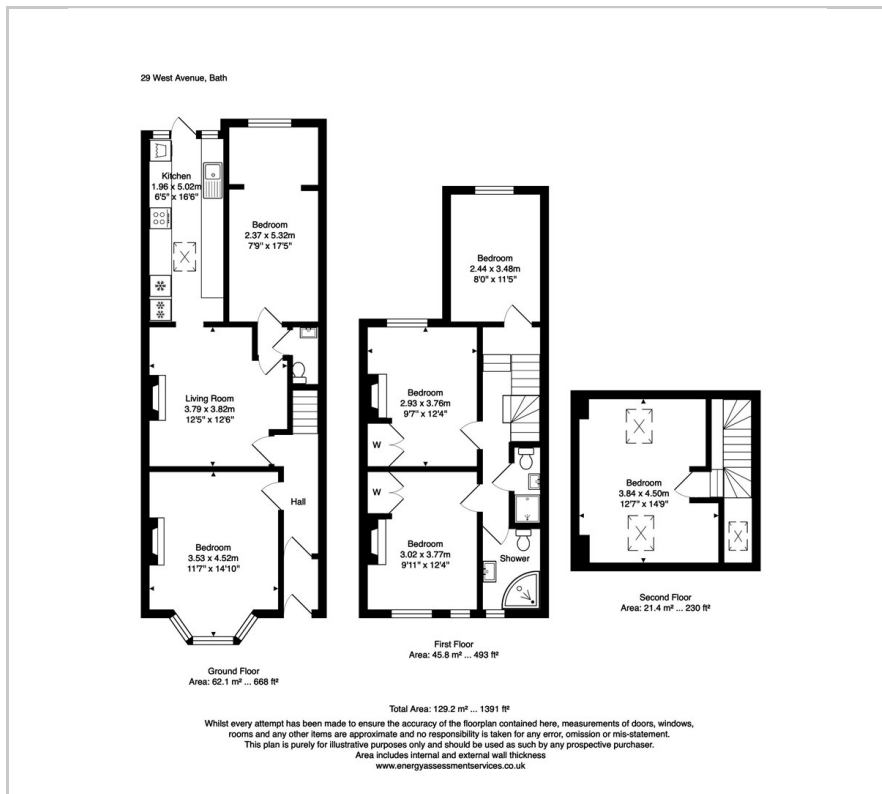 29 West Avenue, Bath
Kitchen
1.96 x 5.02m
6'5" x 16'6"
Bedroom
2.37 x 5.32m
7'9" x 17'5"
Living Room
3.79 x 3.82m
12'5" x 12'6"
Hall
Bedroom
3.53 x 4.52m
11'7" x 14'10"
Ground Floor
Area: 62.1 m² ... 668 ft²
Bedroom
2.44 x 3.48m
8'0" x 11'5"
Bedroom
2.93 x 3.76m
9'7" x 12'4"
W
W
Bedroom
3.02 x 3.77m
9'11" x 12'4"
Shower
First Floor
Area: 45.8 m² ... 493 ft²
Bedroom
3.84 x 4.50m
12'7" x 14'9"
Second Floor
Area: 21.4 m² ... 230 ft²
Total Area: 129.2 m² ... 1391 ft²
Whilst every attempt has been made to ensure the accuracy of the floorplan contained here, measurements of doors, windows,
rooms and any other items are approximate and no responsibility is taken for any error, omission or mis-statement.
This plan is purely for illustrative purposes only and should be used as such by any prospective purchaser.
Area includes internal and external wall thickness
www.energyassessmentservices.co.uk